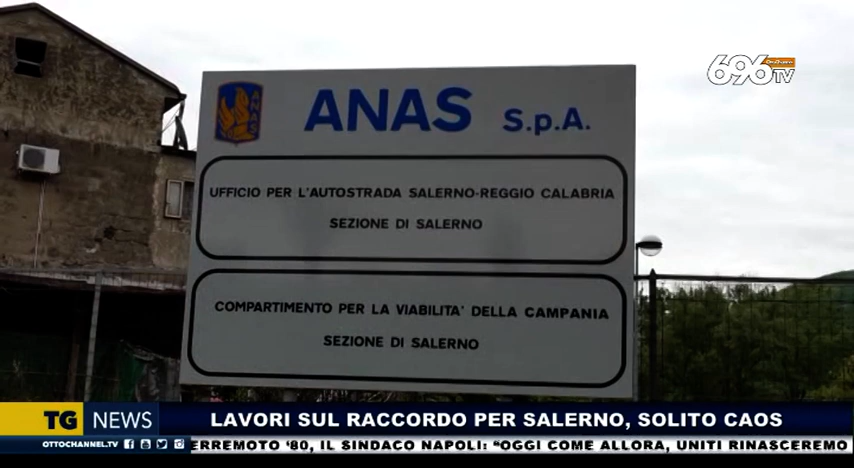 696 TV
OttoChannel
ANAS
ANAS S.p.A.
UFFICIO PER L'AUTOSTRADA SALERNO-REGGIO CALABRIA
SEZIONE DI SALERNO
COMPARTIMENTO PER LA VIABILITA' DELLA CAMPANIA
SEZIONE DI SALERNO
TG NEWS
LAVORI SUL RACCORDO PER SALERNO, SOLITO CAOS
OTTOCHANNEL.TV
ERREMOTO '80, IL SINDACO NAPOLI: “OGGI COME ALLORA, UNITI RINASCEREMO